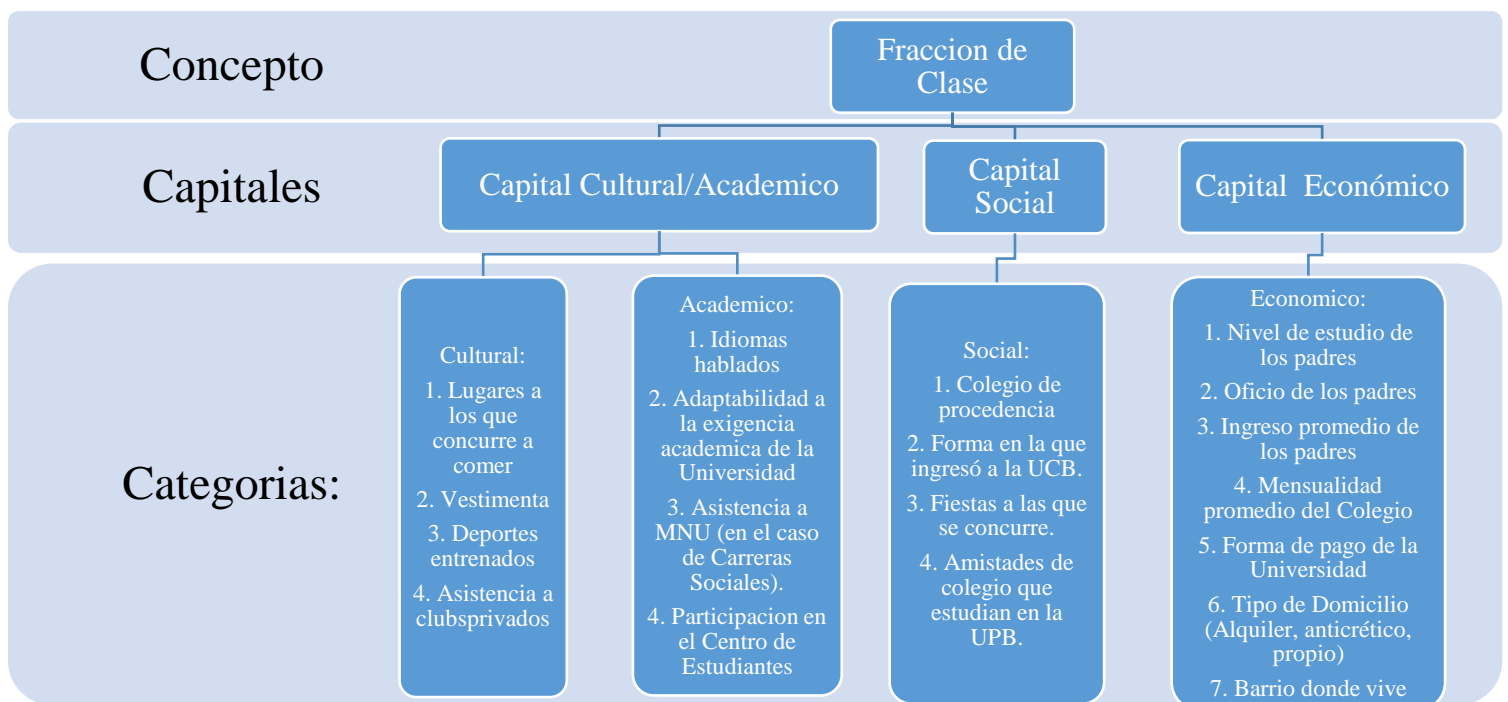 Concepto
Fraccion de
Clase
Capitales
Capital Cultural/Academico
Capital
Social
Capital Económico
Categorias:
Cultural:
1. Lugares a
los que
concurre a
comer
2. Vestimenta
3. Deportes
entrenados
4. Asistencia a
clubsprivados
Academico:
1. Idiomas
hablados
2. Adaptabilidad a
la exigencia
academica de la
Universidad
3. Asistencia a
MNU (en el caso
de Carreras
Sociales).
4. Participacion en
el Centro de
Estudiantes
Social:
1. Colegio de
procedencia
2. Forma en la que
ingresó a la UCB.
3. Fiestas a las que
se concurre.
4. Amistades de
colegio que
estudian en la
UPB.
Economico:
1. Nivel de estudio de
los padres
2. Oficio de los padres
3. Ingreso promedio de
los padres
4. Mensualidad
promedio del Colegio
5. Forma de pago de la
Universidad
6. Tipo de Domicilio
(Alquiler, anticrético,
propio)
7. Barrio donde vive